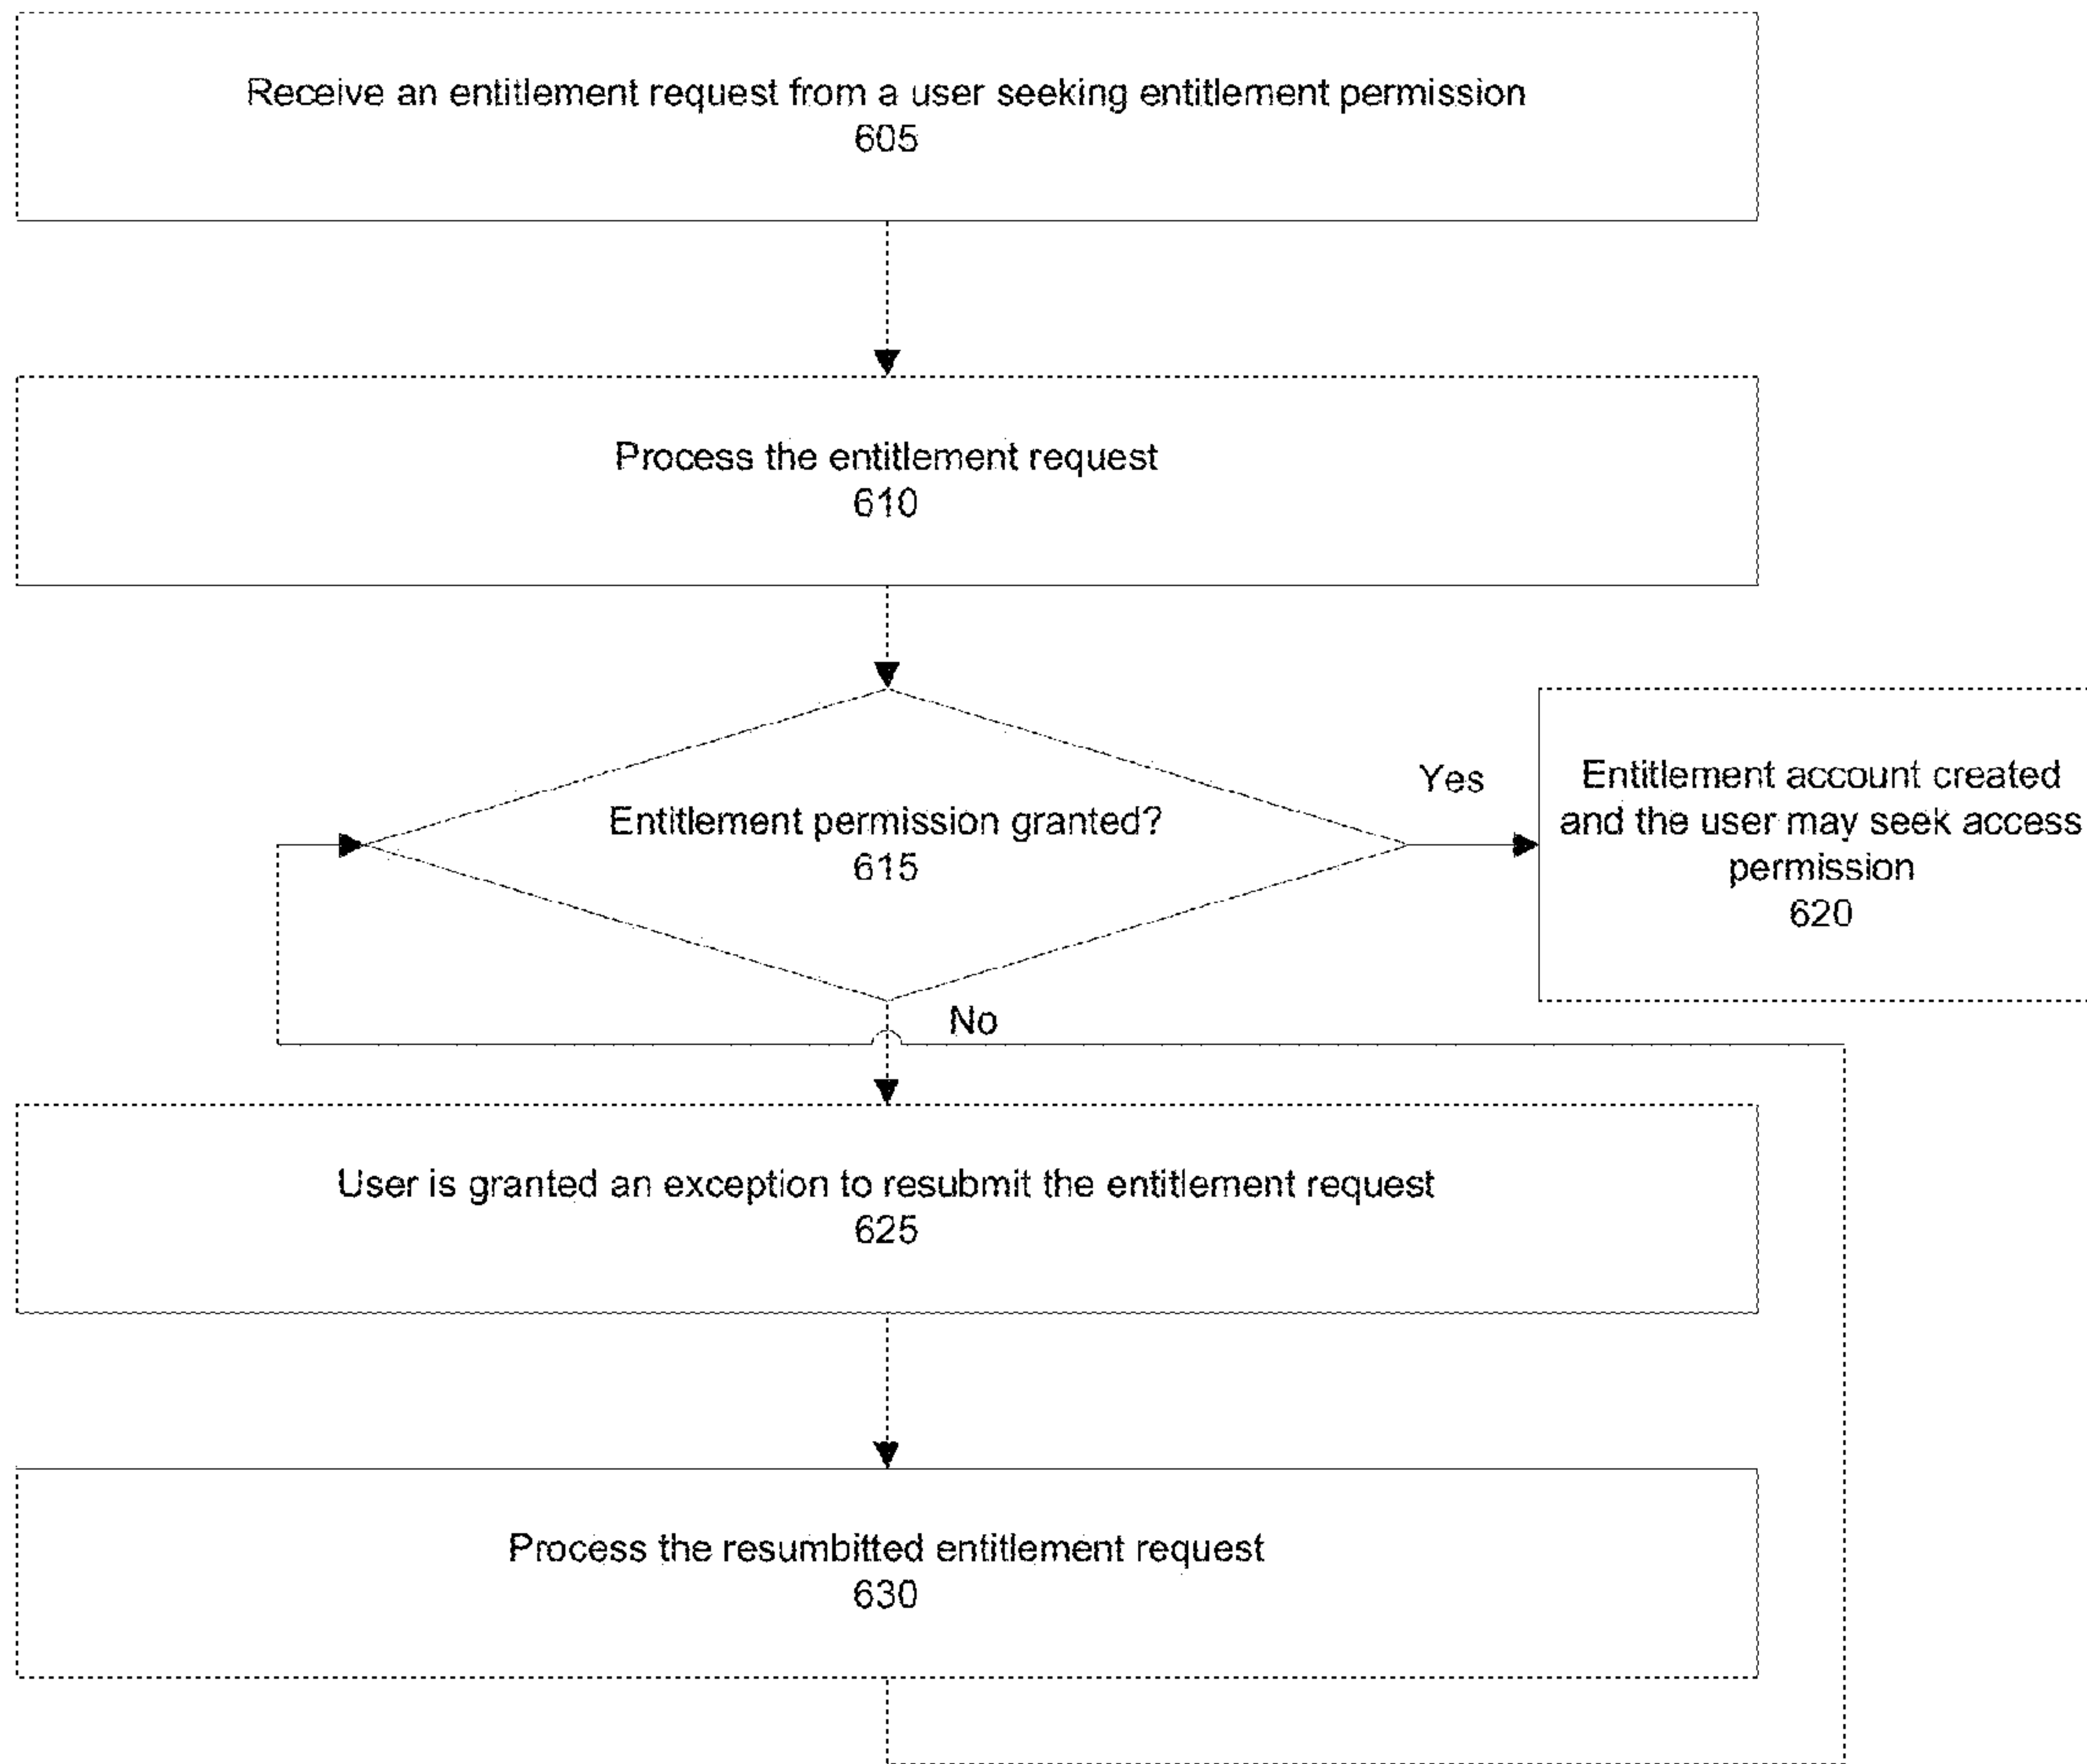 Receive an entitlement request from a user seeking entitlement permission
605
Process the entitlement request
610
Entitlement permission granted?
615
Yes
Entitlement account created
and the user may seek access
permission
620
No
User is granted an exception to resubmit the entitlement request
625
Process the resumbitted entitlement request
630